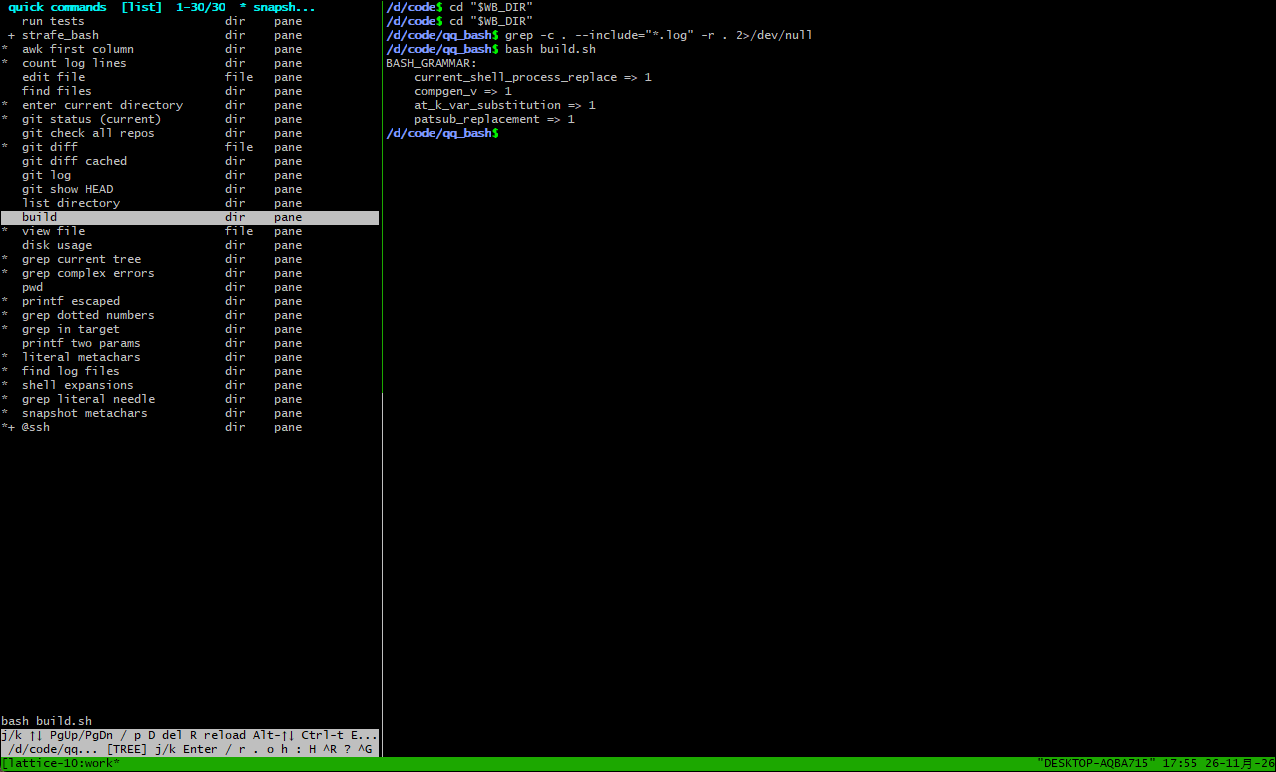 quick commands  [list]  1-30/30  * snapsh...
run tests dir pane
+ strafe_bash dir pane
* awk first column dir pane
* count log lines dir pane
edit file file pane
find files dir pane
* enter current directory dir pane
* git status (current) dir pane
git check all repos dir pane
* git diff file pane
git diff cached dir pane
git log dir pane
git show HEAD dir pane
list directory dir pane
build dir pane
* view file file pane
disk usage dir pane
* grep current tree dir pane
* grep complex errors dir pane
pwd dir pane
* printf escaped dir pane
* grep dotted numbers dir pane
* grep in target dir pane
printf two params dir pane
* literal metachars dir pane
* find log files dir pane
* shell expansions dir pane
* grep literal needle dir pane
* snapshot metachars dir pane
*+ @ssh dir pane
bash build.sh
j/k ↑↓ PgUp/PgDn / p D del R reload Alt-↑↓ Ctrl-t E...
/d/code/qq... [TREE] j/k Enter / r . o h : H ^R ? ^G
/d/code$ cd "$WB_DIR"
/d/code$ cd "$WB_DIR"
/d/code/qq_bash$ grep -c . --include="*.log" -r . 2>/dev/null
/d/code/qq_bash$ bash build.sh
BASH_GRAMMAR:
current_shell_process_replace => 1
compgen_v => 1
at_k_var_substitution => 1
patsub_replacement => 1
/d/code/qq_bash$
[lattice-10:work* "DESKTOP-AQBA715" 17:55 26-11月-26